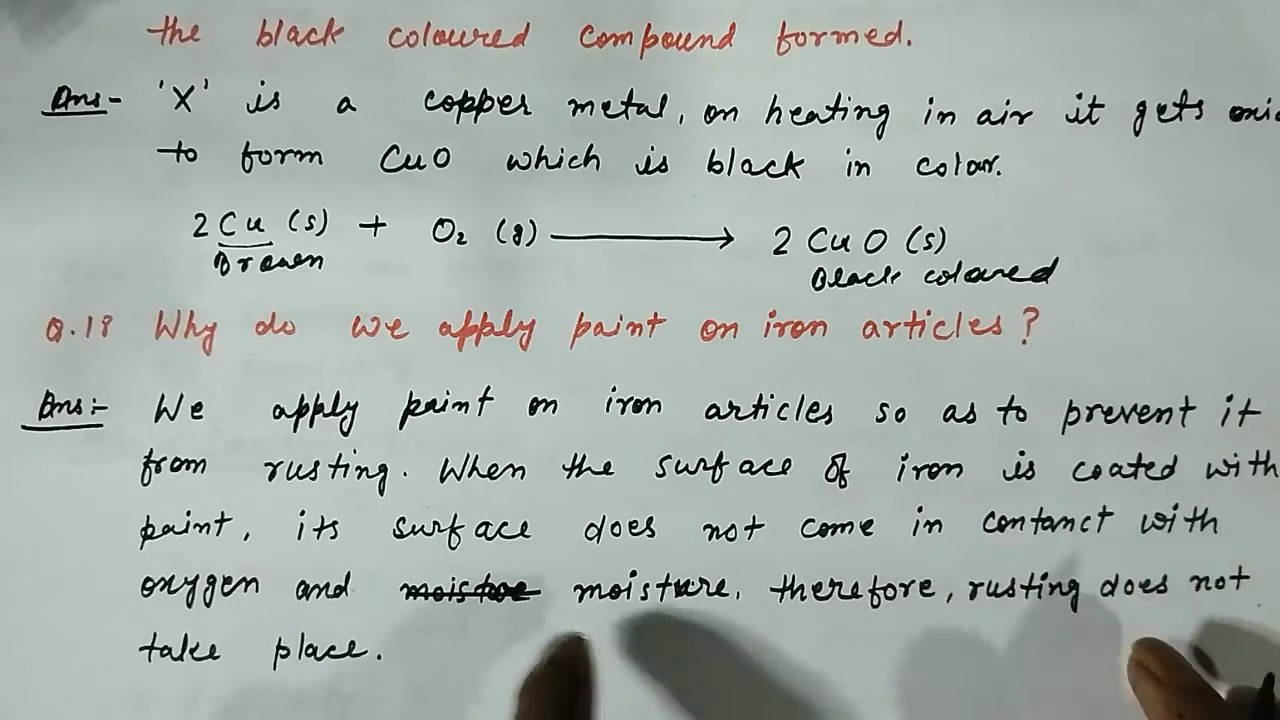 the black coloured compound formed.
Ans- 'X' is a copper metal, on heating in air it gets oxi
to form CuO which is black in colour.
2 Cu (s) + O₂ (g) ⟶ 2 CuO (s)
Brown Black coloured
Q.18 Why do we apply paint on iron articles?
Ans:- We apply paint on iron articles so as to prevent it
from rusting. When the surface of iron is coated with
paint, its surface does not come in contanct with
oxygen and moisture, therefore, rusting does not
take place.